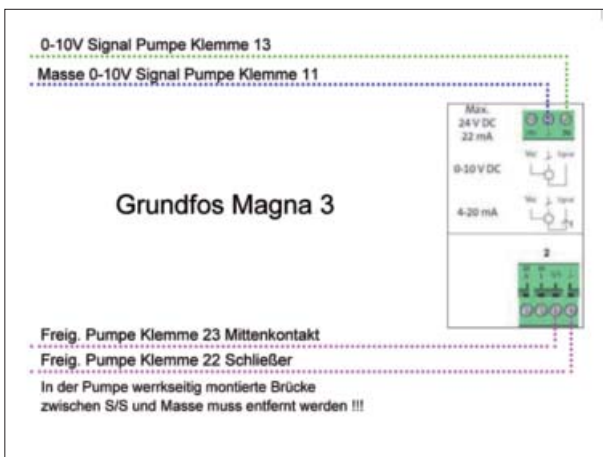 0-10V Signal Pumpe Klemme 13
Masse 0-10V Signal Pumpe Klemme 11
Max.
24 V DC
22 mA
0-10 V DC
4-20 mA
Grundfos Magna 3
2
Freig. Pumpe Klemme 23 Mittenkontakt
Freig. Pumpe Klemme 22 Schließer
In der Pumpe werrkseitig montierte Brücke
zwischen S/S und Masse muss entfernt werden !!!